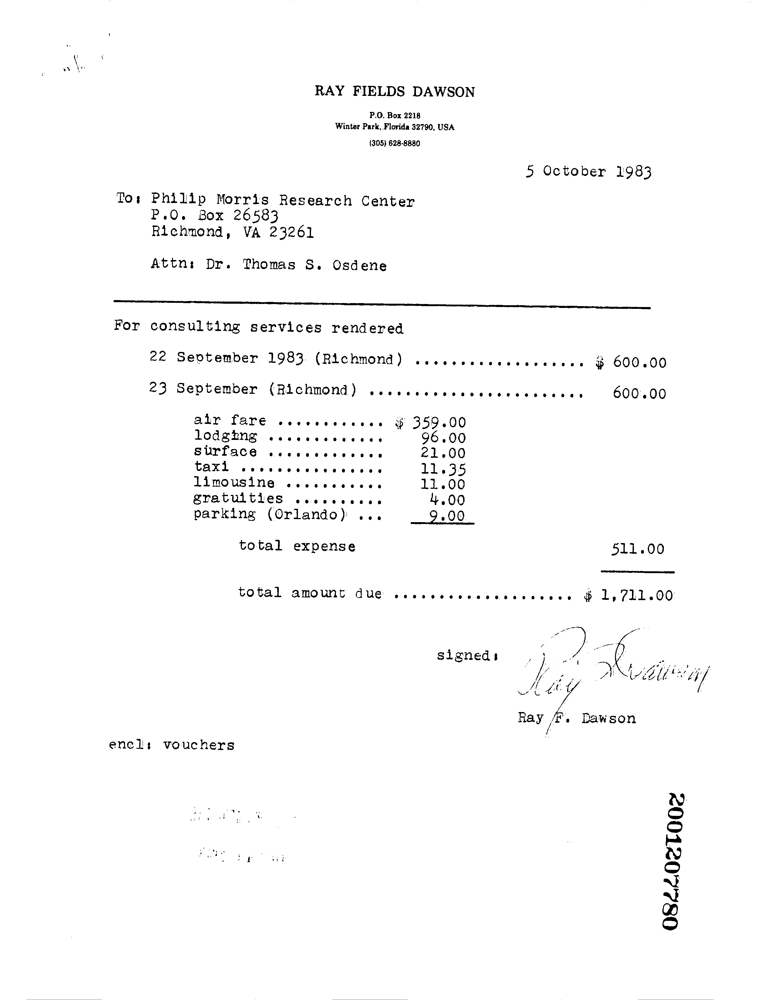 RAY FIELDS DAWSON
P.O. Box 2218
Winter Park, Florida 32790, USA
(305) 628-8880
5 October 1983
To: Philip Morris Research Center
P.O. Box 26583
Richmond, VA 23261
Attn: Dr. Thomas S. Osdene
For consulting services rendered
22 September 1983 (Richmond) ................... $ 600.00
23 September (Richmond) ........................ 600.00
air fare ............ $ 359.00
lodging ............. 96.00
surface ............. 21.00
taxi ................ 11.35
limousine ........... 11.00
gratuities .......... 4.00
parking (Orlando) ... 9.00
total expense 511.00
total amount due .................... $ 1,711.00
signed: Ray F. Dawson
Ray F. Dawson
encl: vouchers
2001207780